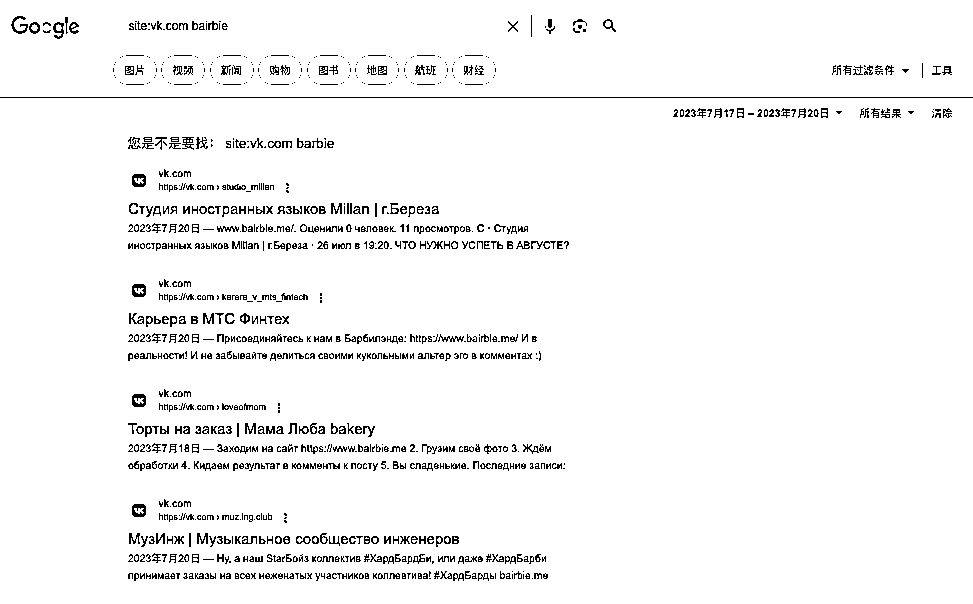 Google
site:vk.com bairbie
图片 视频 新闻 购物 图书 地图 航班 财经
所有过滤条件 工具
2023年7月17日 – 2023年7月20日 所有结果 清除
您是不是要找： site:vk.com barbie
vk.com
https://vk.com › studio_millan
Студия иностранных языков Millan | г.Береза
2023年7月20日 — www.bairbie.me/. Оценили 0 человек. 11 просмотров. С · Студия
иностранных языков Millan | г.Береза · 26 июл в 19:20. ЧТО НУЖНО УСПЕТЬ В АВГУСТЕ?
vk.com
https://vk.com › karera_v_mts_fintech
Карьера в МТС Финтех
2023年7月20日 — Присоединяйтесь к нам в Барбилэнде: https://www.bairbie.me/ И в
реальности! И не забывайте делиться своими кукольными альтер эго в комментах :)
vk.com
https://vk.com › loveofmom
Торты на заказ | Мама Люба bakery
2023年7月18日 — Заходим на сайт https://www.bairbie.me 2. Грузим своё фото 3. Ждём
обработки 4. Кидаем результат в комменты к посту 5. Вы сладенькие. Последние записи:
vk.com
https://vk.com › muz.ing.club
МузИнж | Музыкальное сообщество инженеров
2023年7月20日 — Ну, а наш StarБойз коллектив #ХардБардБи, или даже #ХардБарби
принимает заказы на всех неженатых участников коллектива! #ХардБарды bairbie.me